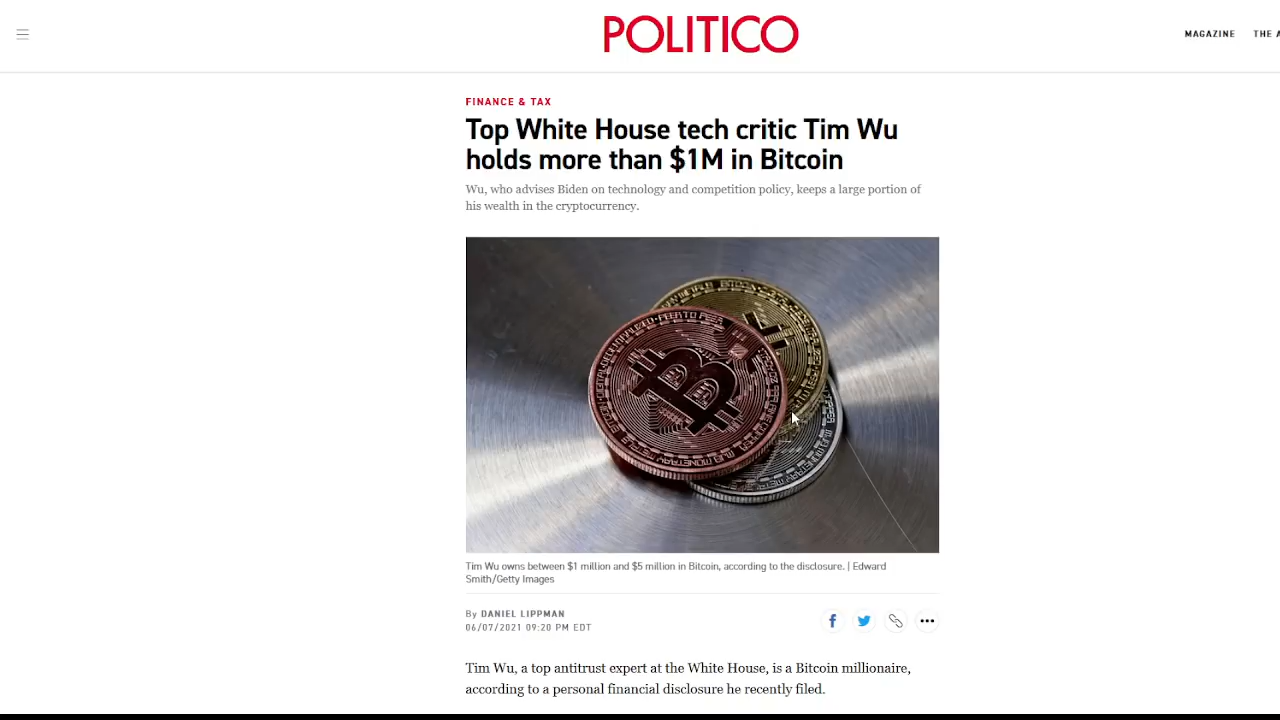 POLITICO
MAGAZINE THE
FINANCE & TAX
Top White House tech critic Tim Wu
holds more than $1M in Bitcoin
Wu, who advises Biden on technology and competition policy, keeps a large portion of
his wealth in the cryptocurrency.
Tim Wu owns between $1 million and $5 million in Bitcoin, according to the disclosure. | Edward
Smith/Getty Images
By DANIEL LIPPMAN
06/07/2021 09:20 PM EDT
Tim Wu, a top antitrust expert at the White House, is a Bitcoin millionaire,
according to a personal financial disclosure he recently filed.